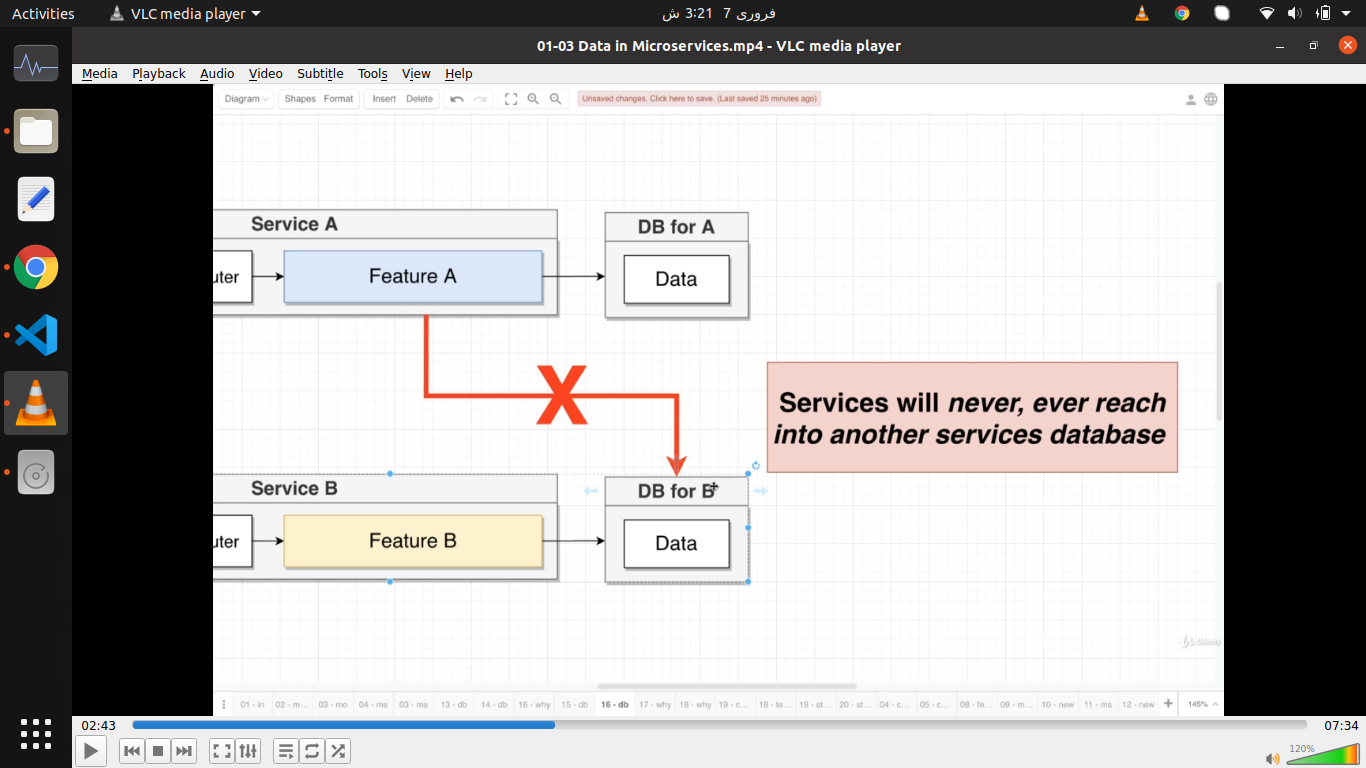 Activities
VLC media player
فروری 7 3:21 ش
01-03 Data in Microservices.mp4 - VLC media player
Media Playback Audio Video Subtitle Tools View Help
Diagram Shapes Format Insert Delete
Unsaved changes. Click here to save. (Last saved 25 minutes ago)
Service A
DB for A
uter
Feature A
Data
X
Services will never, ever reach
into another services database
Service B
DB for B
uter
Feature B
Data
Udemy
01 - in 02 - m... 03 - mo 04 - ms 03 - ms 13 - db 14 - db 16 - why 15 - db 16 - db 17 - why 18 - why 19 - c... 18 - te... 19 - st... 20 - st... 04 - c... 05 - c... 08 - fe... 09 - m... 10 - new 11 - ms 12 - new 145%
02:43 07:34
120%